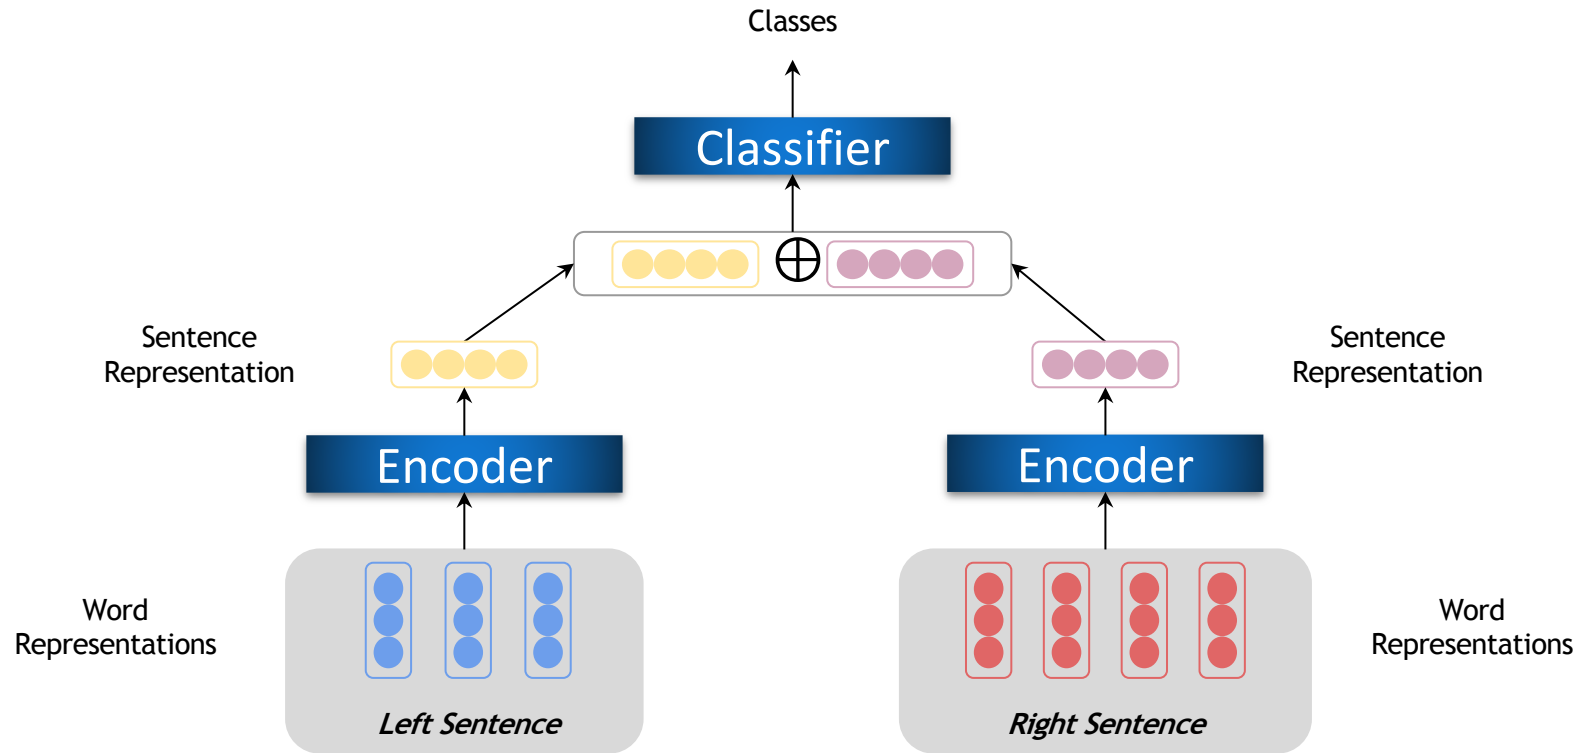 Classes
Classifier
Sentence
Representation
Sentence
Representation
Encoder
Encoder
Word
Representations
Word
Representations
Left Sentence
Right Sentence